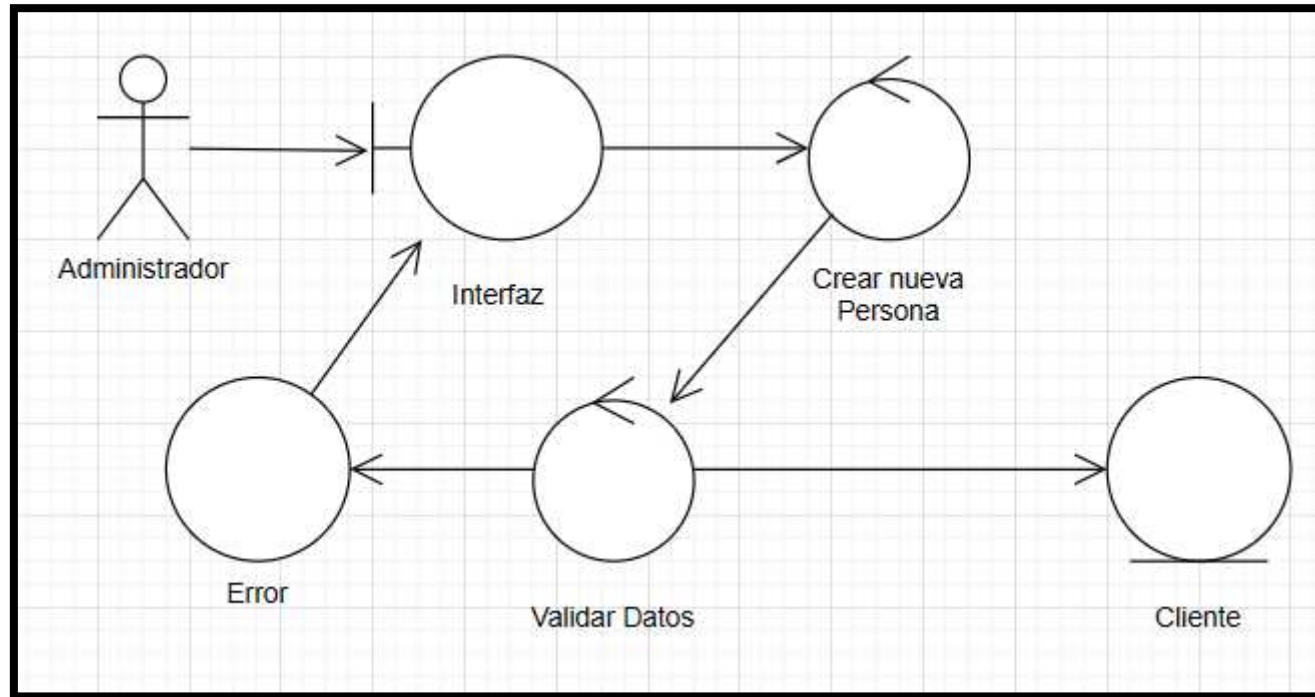 Administrador
Interfaz
Crear nueva
Persona
Error
Validar Datos
Cliente